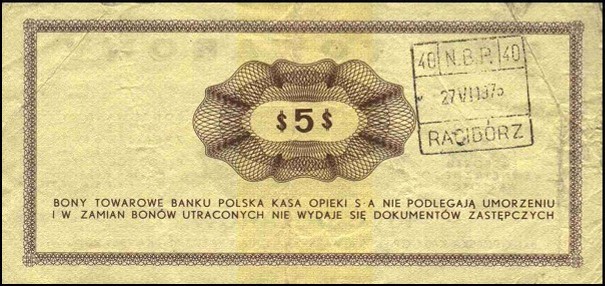 40 N.B.P. 40
RACIBÓRZ
$5$
BONY TOWAROWE BANKU POLSKA KASA OPIEKI S·A NIE PODLEGAJĄ UMORZENIU
I W ZAMIAN BONÓW UTRACONYCH NIE WYDAJE SIĘ DOKUMENTÓW ZASTĘPCZYCH